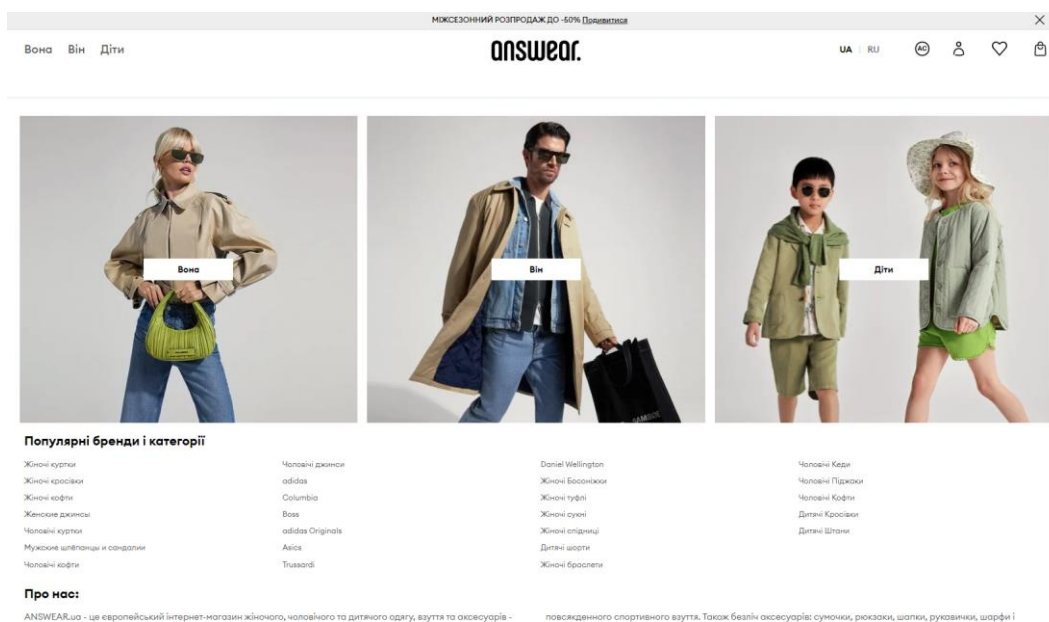 МІЖСЕЗОННИЙ РОЗПРОДАЖ ДО -50% Подивитися
Вона Він Діти
answear.
UA RU
AC
Вона
Він
Діти
Популярні бренди і категорії
Жіночі куртки
Жіночі кросівки
Жіночі кофти
Женские джинсы
Чоловічі куртки
Мужские шлёпанцы и сандалии
Чоловічі кофти
Чоловічі джинси
adidas
Columbia
Boss
adidas Originals
Asics
Trussardi
Daniel Wellington
Жіночі Босоніжки
Жіночі туфлі
Жіночі сукні
Жіночі спідниці
Дитячі шорти
Жіночі браслети
Чоловічі Кеди
Чоловічі Піджаки
Чоловічі Кофти
Дитячі Кросівки
Дитячі Штани
Про нас:
ANSWEAR.ua - це європейський інтернет-магазин жіночого, чоловічого та дитячого одягу, взуття та аксесуарів -
повсякденного спортивного взуття. Також безліч аксесуарів: сумочки, рюкзаки, шапки, рукавички, шарфи і